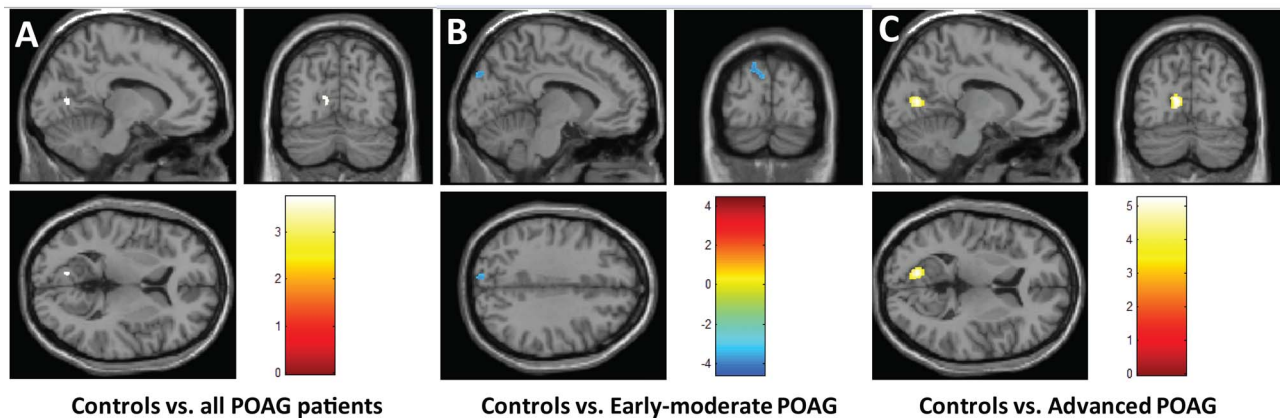 A
B
C
3
2
1
0
4
2
0
-2
-4
5
4
3
2
1
0
Controls vs. all POAG patients
Controls vs. Early-moderate POAG
Controls vs. Advanced POAG